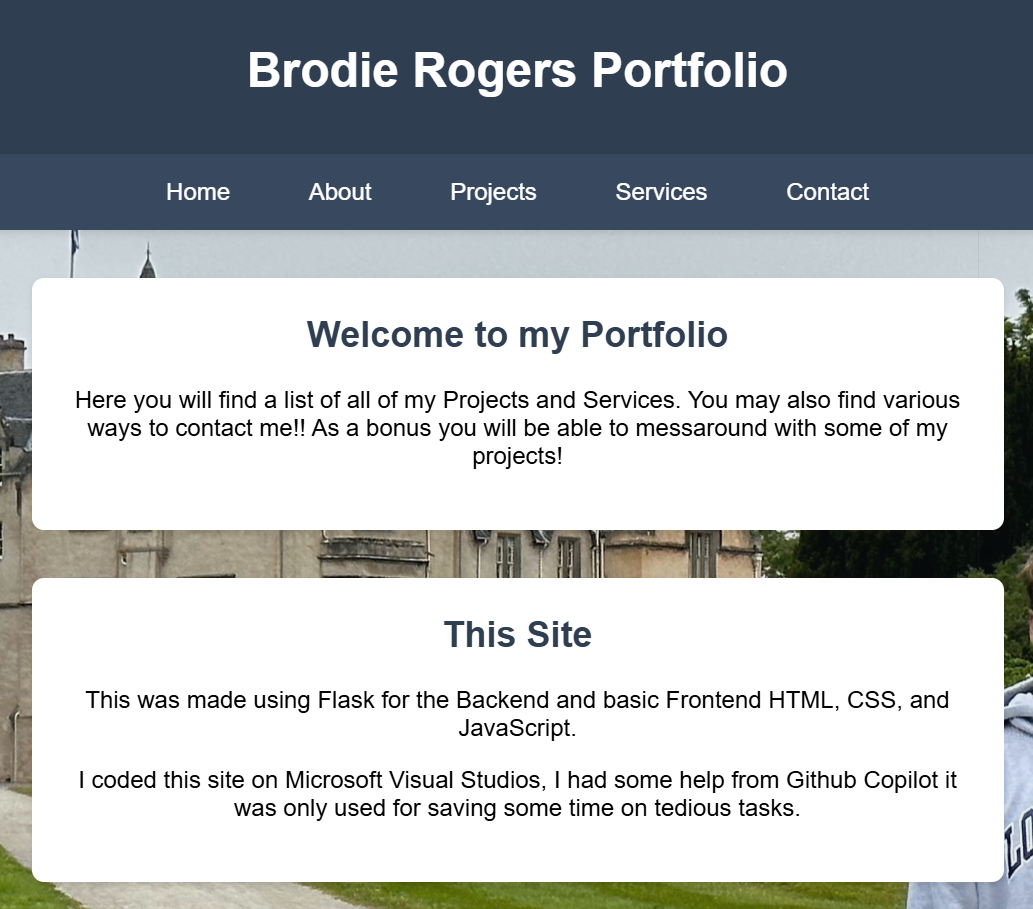 Brodie Rogers Portfolio
Home About Projects Services Contact
Welcome to my Portfolio
Here you will find a list of all of my Projects and Services. You may also find various
ways to contact me!! As a bonus you will be able to messaround with some of my
projects!
This Site
This was made using Flask for the Backend and basic Frontend HTML, CSS, and
JavaScript.
I coded this site on Microsoft Visual Studios, I had some help from Github Copilot it
was only used for saving some time on tedious tasks.